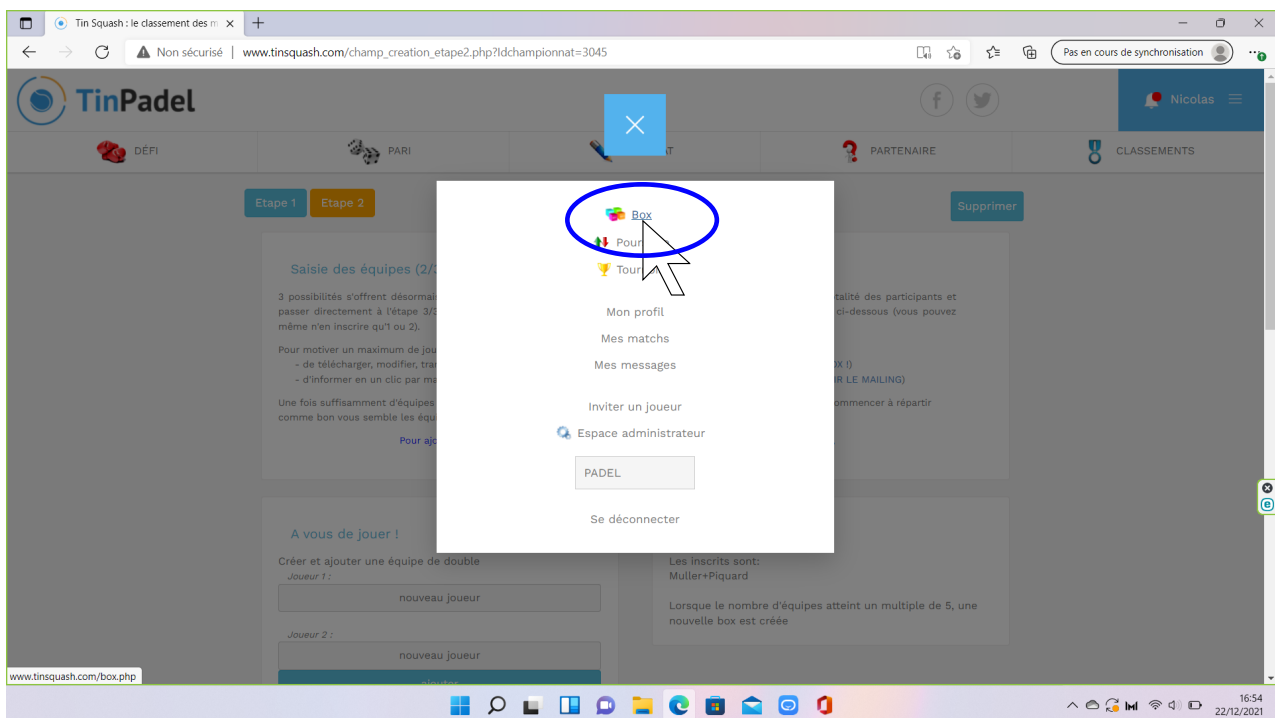 Tin Squash : le classement des m
Non sécurisé | www.tinsquash.com/champ_creation_etape2.php?Idchampionnat=3045
Pas en cours de synchronisation
TinPadel
Nicolas
DÉFI
PARI
AT
PARTENAIRE
CLASSEMENTS
Etape 1
Etape 2
Supprimer
Box
Pour
Tour
Mon profil
Mes matchs
Mes messages
Inviter un joueur
Espace administrateur
PADEL
Se déconnecter
Saisie des équipes (2/3
3 possibilités s'offrent désormai
talité des participants et
passer directement à l'étape 3/3
ci-dessous (vous pouvez
même n'en inscrire qu'1 ou 2).
Pour motiver un maximum de jou
- de télécharger, modifier, tra
OX !)
- d'informer en un clic par ma
IR LE MAILING)
Une fois suffisamment d'équipes
ommencer à répartir
comme bon vous semble les équ
Pour ajo
A vous de jouer !
Créer et ajouter une équipe de double
Joueur 1 :
nouveau joueur
Joueur 2 :
nouveau joueur
ajouter
Les inscrits sont:
Muller+Piquard
Lorsque le nombre d'équipes atteint un multiple de 5, une
nouvelle box est créée
www.tinsquash.com/box.php
16:54
22/12/2021